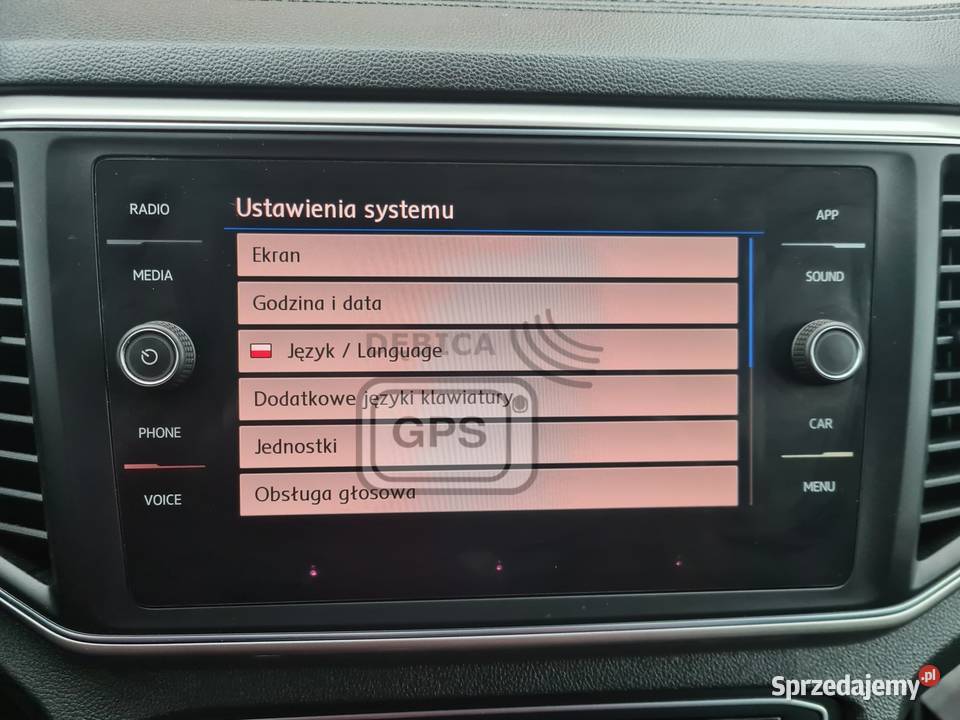 RADIO
MEDIA
PHONE
VOICE
Ustawienia systemu
Ekran
Godzina i data
Język / Language
Dodatkowe języki klawiatury
Jednostki
Obsługa głosowa
APP
SOUND
CAR
MENU
DEBICA
GPS
Sprzedajemy.pl